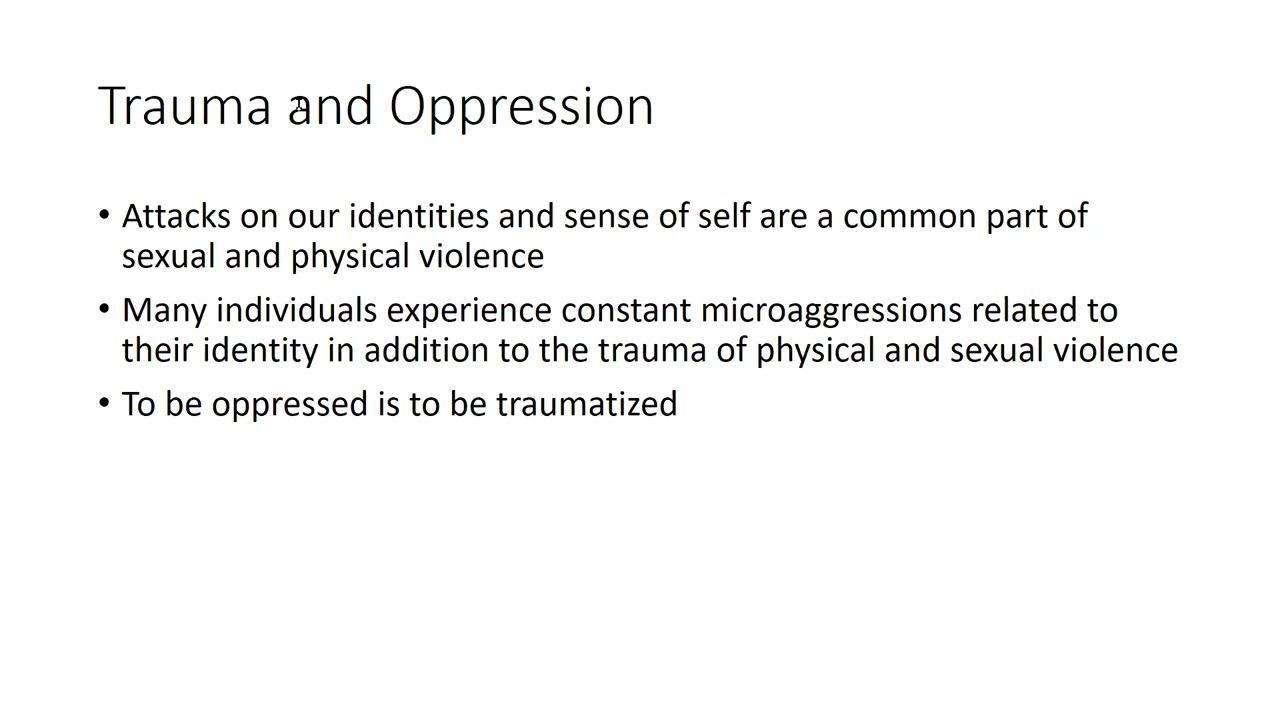 Trauma and Oppression
• Attacks on our identities and sense of self are a common part of
sexual and physical violence
• Many individuals experience constant microaggressions related to
their identity in addition to the trauma of physical and sexual violence
• To be oppressed is to be traumatized